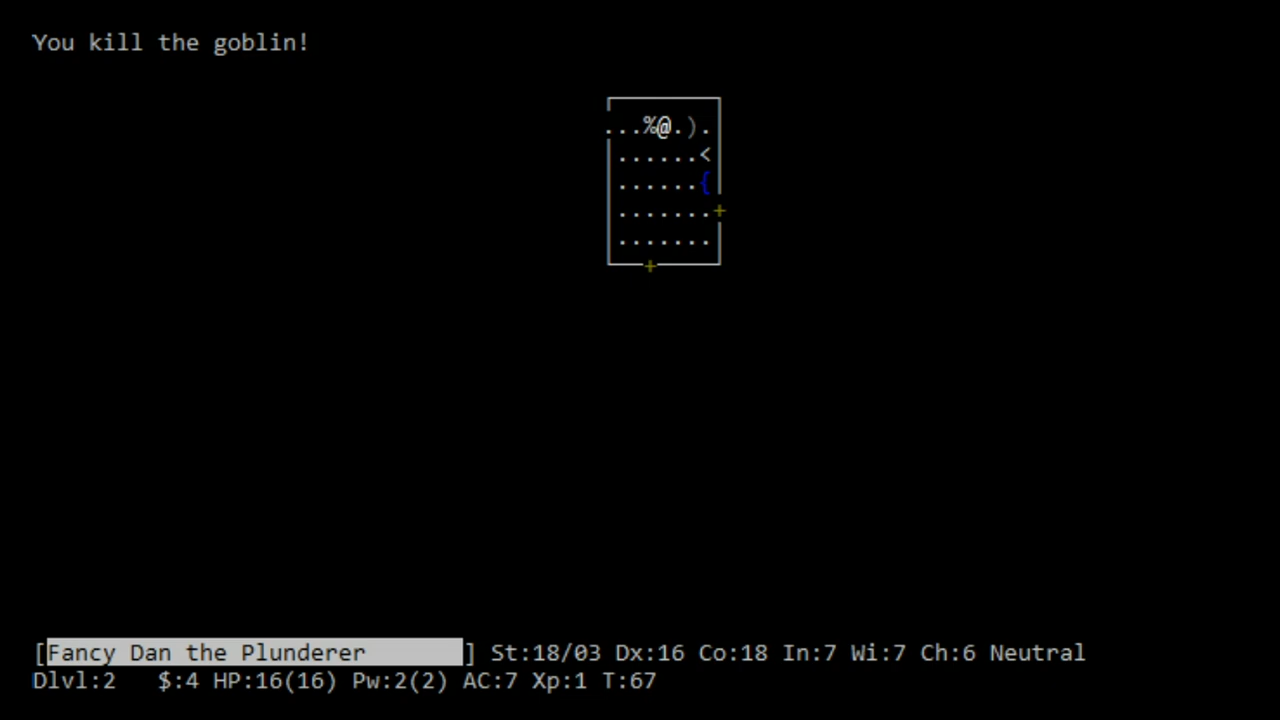 You kill the goblin!
...%@.).
......<
......{
.......+
.......
+
[Fancy Dan the Plunderer ] St:18/03 Dx:16 Co:18 In:7 Wi:7 Ch:6 Neutral
Dlvl:2 $:4 HP:16(16) Pw:2(2) AC:7 Xp:1 T:67